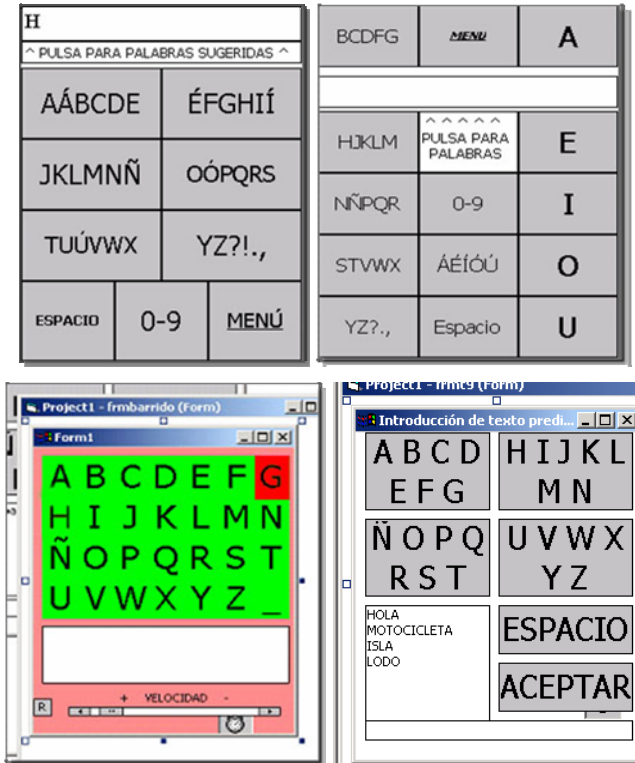 H
^ PULSA PARA PALABRAS SUGERIDAS ^
AÁBCDE ÉFGHIÍ
JKLMNÑ OÓPQRS
TUÚVWX YZ?!.,
ESPACIO 0-9 MENÚ
BCDFG MENU A
^ ^ ^ ^ ^
HJKLM PULSA PARA PALABRAS E
NÑPQR 0-9 I
STVWX ÁÉÍÓÚ O
YZ?., Espacio U
Project1 - frmbarrido (Form)
Form1
A B C D E F G
H I J K L M N
Ñ O P Q R S T
U V W X Y Z _
+ VELOCIDAD -
R
Project1 - frmt9 (Form)
Introducción de texto predi...
A B C D
E F G
H I J K L
M N
Ñ O P Q
R S T
U V W X
Y Z
HOLA
MOTOCICLETA
ISLA
LODO
ESPACIO
ACEPTAR